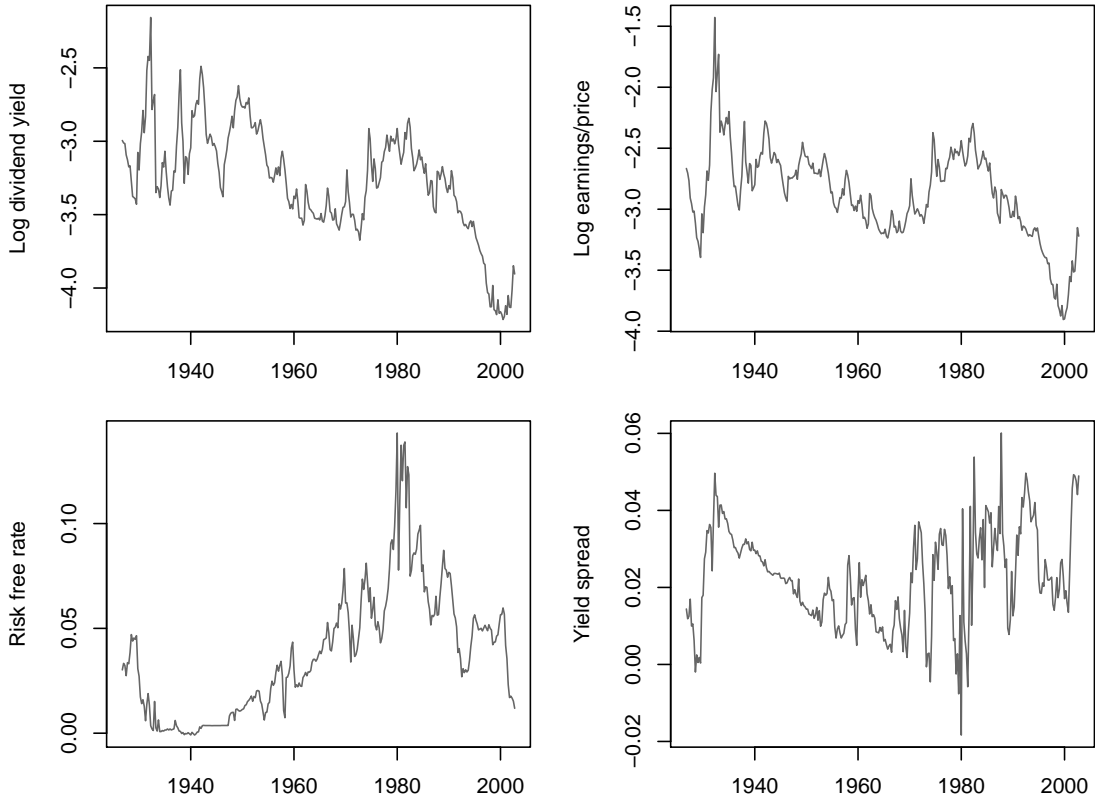 Log dividend yield
−2.5
−3.0
−3.5
−4.0
1940 1960 1980 2000
Log earnings/price
−1.5
−2.0
−2.5
−3.0
−3.5
−4.0
1940 1960 1980 2000
Risk free rate
0.10
0.05
0.00
1940 1960 1980 2000
Yield spread
0.06
0.04
0.02
0.00
−0.02
1940 1960 1980 2000